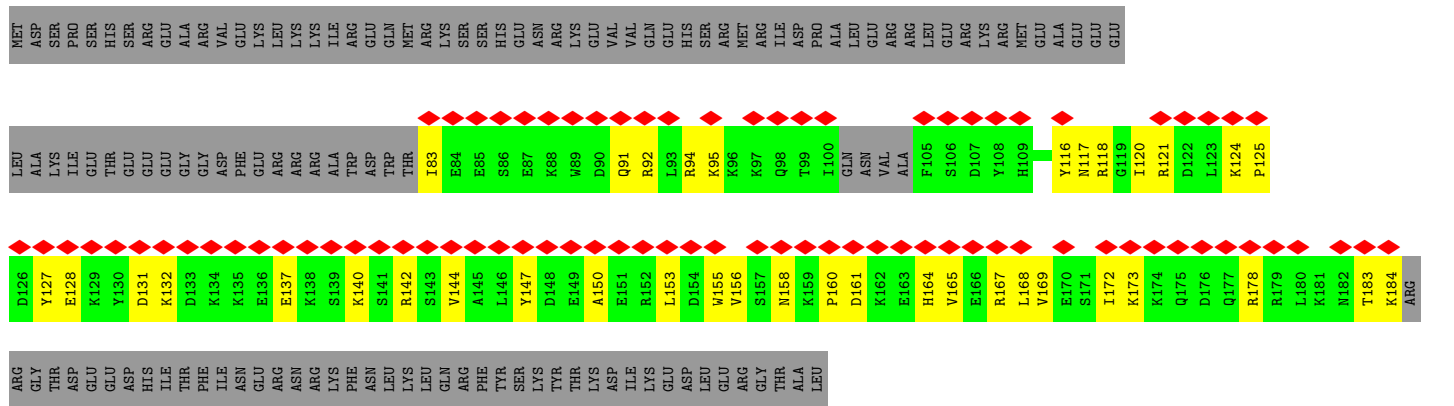 MET ASP SER PRO SER HIS SER ARG GLU ALA ARG VAL GLU LYS LEU LYS LYS ILE ARG GLU GLN MET ARG LYS SER SER HIS GLU ASN ARG LYS GLU VAL VAL GLN GLU HIS SER ARG MET ARG ILE ASP PRO ALA LEU GLU ARG ARG LEU GLU ARG LYS ARG MET GLU ALA GLU GLU GLU
LEU ALA LYS ILE GLU THR GLU GLU GLU GLY GLY ASP PHE GLU ARG ARG ARG ALA TRP ASP TRP THR I83 E84 E85 S86 E87 K88 W89 D90 Q91 R92 L93 R94 K95 K96 K97 Q98 T99 I100 GLN ASN VAL ALA F105 S106 D107 Y108 H109 Y116 N117 R118 G119 I120 R121 D122 L123 K124 P125
D126 Y127 E128 K129 Y130 D131 K132 D133 K134 K135 E136 E137 K138 S139 K140 S141 R142 S143 V144 A145 L146 Y147 D148 E149 A150 E151 R152 L153 D154 W155 V156 S157 N158 K159 P160 D161 K162 E163 H164 V165 E166 R167 L168 V169 E170 S171 I172 K173 K174 Q175 D176 Q177 R178 R179 L180 K181 N182 T183 K184 ARG
ARG GLY THR ASP GLU GLU ASP HIS ILE THR PHE ILE ASN GLU ARG ASN ARG LYS PHE ASN LEU LYS LEU GLN ARG PHE TYR SER LYS TYR THR LYS ASP ILE LYS GLU ASP LEU GLU ARG GLY THR ALA LEU